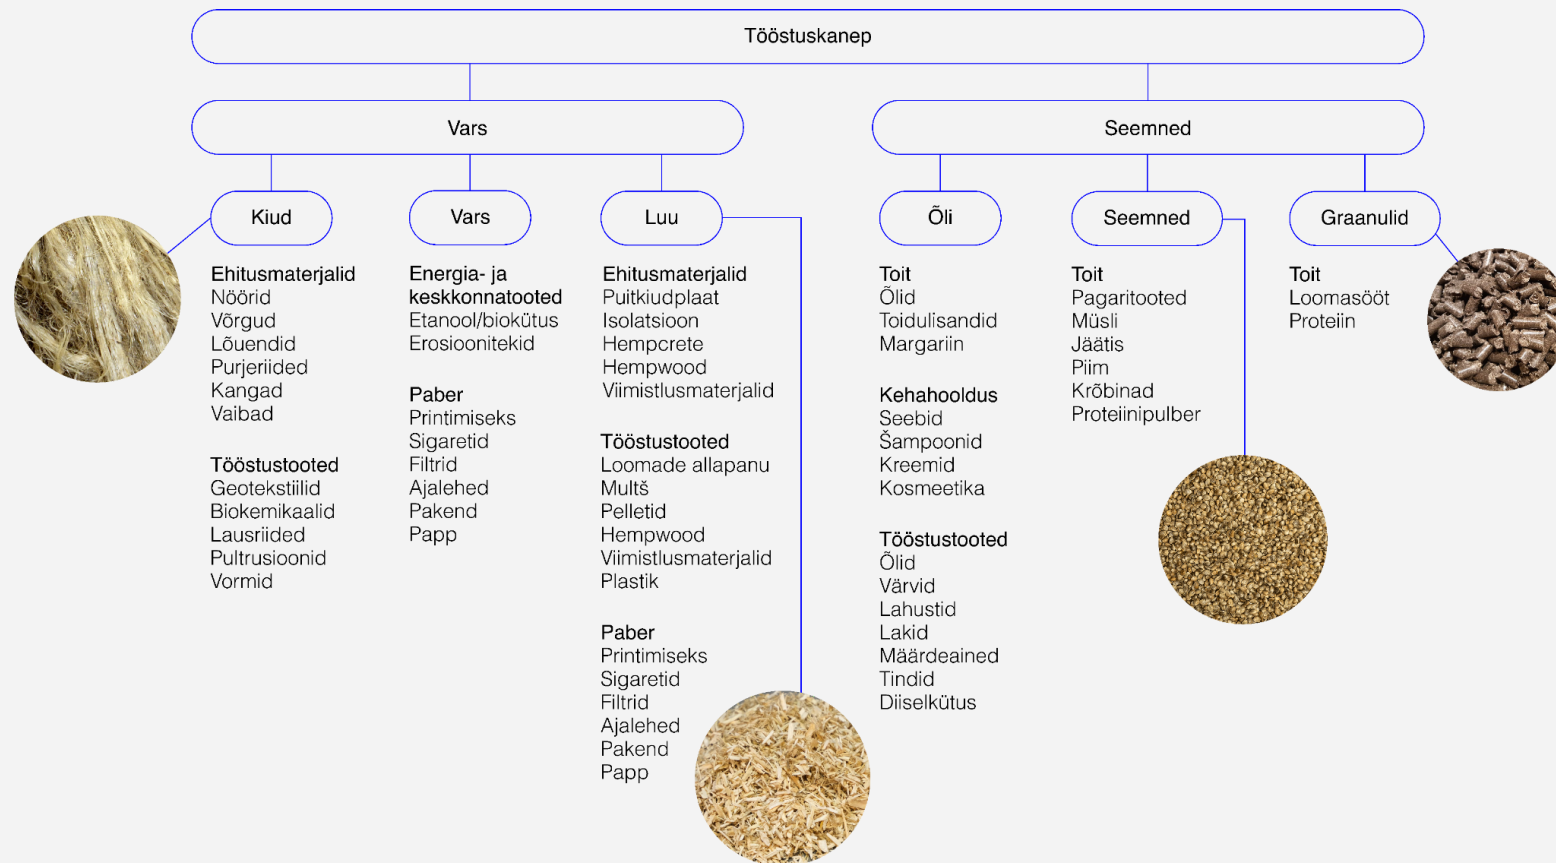 Tööstuskanep
Vars
Seemned
Kiud
Vars
Luu
Õli
Seemned
Graanulid
Ehitusmaterjalid
Nöörid
Võrgud
Lõuendid
Purjeriided
Kangad
Vaibad
Tööstustooted
Geotekstiilid
Biokemikaalid
Lausriided
Pultrusioonid
Vormid
Energia- ja
keskkonnatooted
Etanool/biokütus
Erosioonitekid
Paber
Printimiseks
Sigaretid
Filtrid
Ajalehed
Pakend
Papp
Ehitusmaterjalid
Puitkiudplaat
Isolatsioon
Hempcrete
Hempwood
Viimistlusmaterjalid
Tööstustooted
Loomade allapanu
Multš
Pelletid
Hempwood
Viimistlusmaterjalid
Plastik
Paber
Printimiseks
Sigaretid
Filtrid
Ajalehed
Pakend
Papp
Toit
Õlid
Toidulisandid
Margariin
Kehahooldus
Seebid
Šampoonid
Kreemid
Kosmeetika
Tööstustooted
Õlid
Värvid
Lahustid
Lakid
Määrdeained
Tindid
Diiselkütus
Toit
Pagaritooted
Müsli
Jäätis
Piim
Krõbinad
Proteiinipulber
Toit
Loomasööt
Proteiin